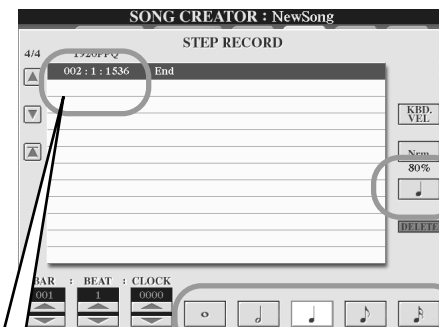 SONG CREATOR : NewSong
STEP RECORD
4/4
1920PPQ
002 : 1 : 1536 End
KBD. VEL
Nrm
80%
DELETE
BAR : BEAT : CLOCK
001 1 0000